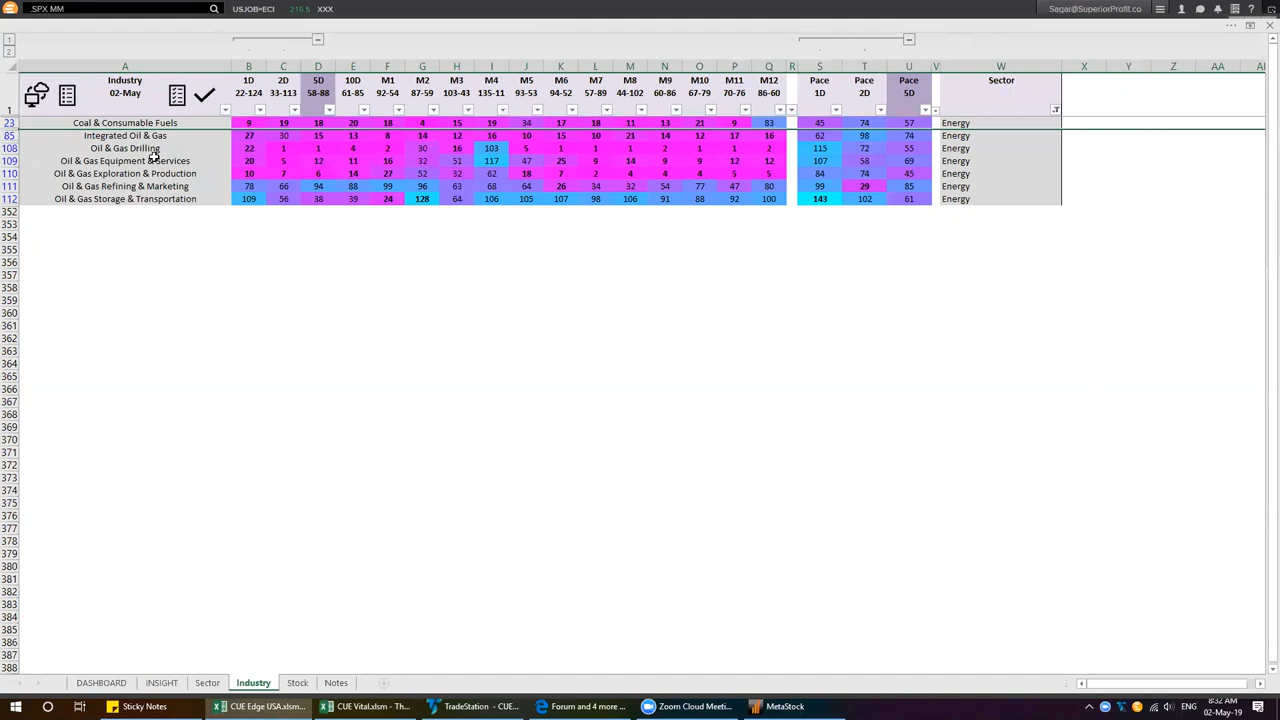 .SPX MM USJOB=ECI 216.5 XXX Sagar@SuperiorProfit.co
1
2
A B C D E F G H I J K L M N O P Q R S T U V W X Y Z AA
Industry 1D 2D 5D 10D M1 M2 M3 M4 M5 M6 M7 M8 M9 M10 M11 M12 Pace Pace Pace Sector
1 02-May 22-124 33-113 58-88 61-85 92-54 87-59 103-43 135-11 93-53 94-52 57-89 44-102 60-86 67-79 70-76 86-60 1D 2D 5D
23 Coal & Consumable Fuels 9 19 18 20 18 4 15 19 34 17 18 11 13 21 9 83 45 74 57 Energy
85 Integrated Oil & Gas 27 30 15 13 8 14 12 16 10 15 10 21 14 12 17 16 62 98 74 Energy
108 Oil & Gas Drilling 22 1 1 4 2 30 16 103 5 1 1 1 2 1 1 2 115 72 55 Energy
109 Oil & Gas Equipment & Services 20 5 12 11 16 32 51 117 47 25 9 14 9 9 12 12 107 58 69 Energy
110 Oil & Gas Exploration & Production 10 7 6 14 27 52 32 62 18 7 2 4 4 4 5 5 84 74 45 Energy
111 Oil & Gas Refining & Marketing 78 66 94 88 99 96 63 68 64 26 34 32 54 77 47 80 99 29 85 Energy
112 Oil & Gas Storage & Transportation 109 56 38 39 24 128 64 106 105 107 98 106 91 88 92 100 143 102 61 Energy
352
353
354
355
356
357
358
359
360
361
362
363
364
365
366
367
368
369
370
371
372
373
374
375
376
377
378
379
380
381
382
383
384
385
386
387
388
DASHBOARD INSIGHT Sector Industry Stock Notes
Sticky Notes CUE Edge USA.xlsm... CUE Vital.xlsm - Th... TradeStation - CUE... Forum and 4 more ... Zoom Cloud Meeti... MetaStock 8:32 AM
02-May-19